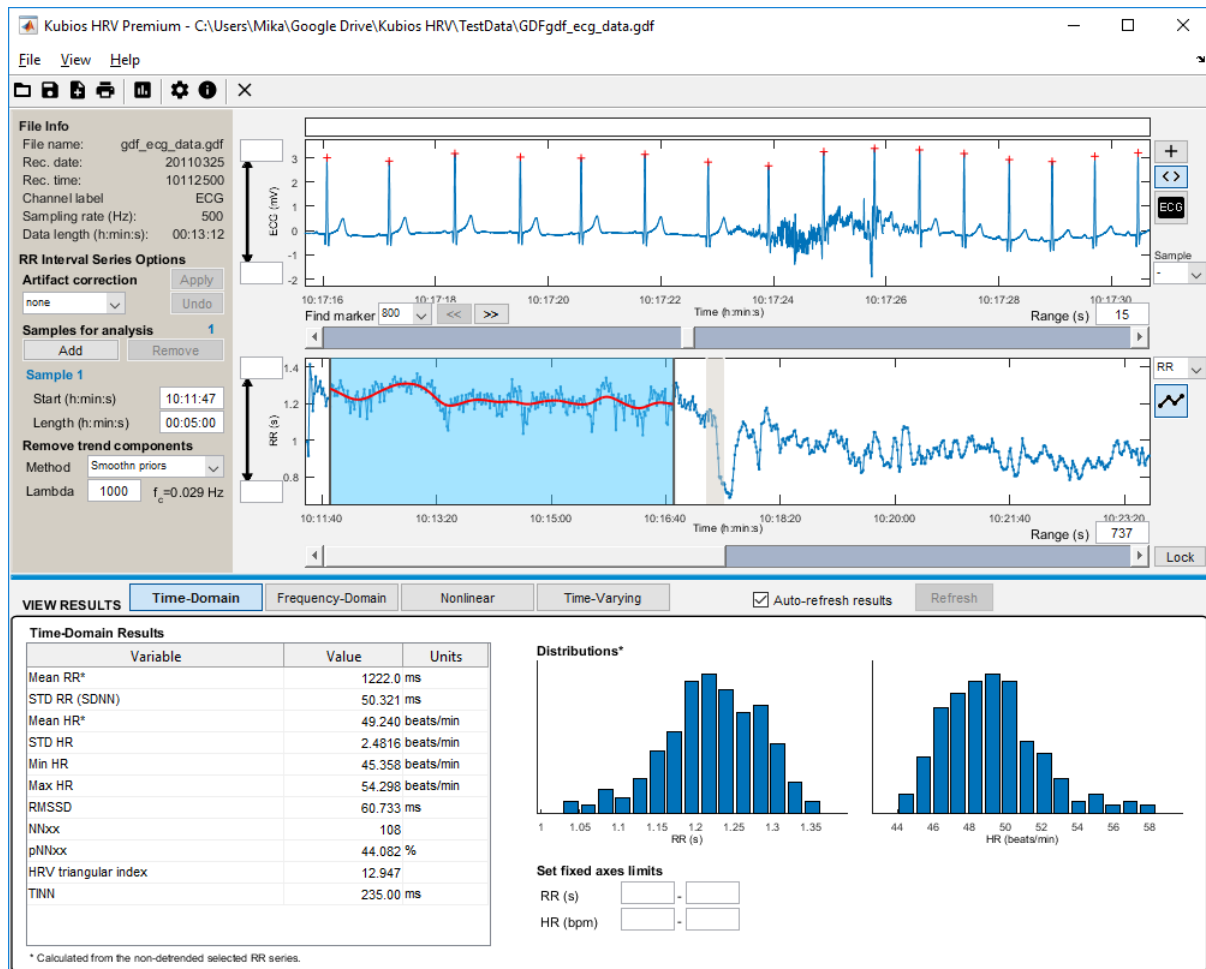 Kubios HRV Premium - C:\Users\Mika\Google Drive\Kubios HRV\TestData\GDFgdf_ecg_data.gdf
File View Help
File Info
File name: gdf_ecg_data.gdf
Rec. date: 20110325
Rec. time: 10112500
Channel label ECG
Sampling rate (Hz): 500
Data length (h:min:s): 00:13:12
RR Interval Series Options
Artifact correction Apply
none Undo
Samples for analysis 1
Add Remove
Sample 1
Start (h:min:s) 10:11:47
Length (h:min:s) 00:05:00
Remove trend components
Method Smoothn priors
Lambda 1000 fc=0.029 Hz
ECG (mV)
3
2
1
0
-1
-2
10:17:16 10:17:18 10:17:20 10:17:22 10:17:24 10:17:26 10:17:28 10:17:30
Time (h:min:s)
Find marker 800 << >>
Range (s) 15
+
<>
ECG
Sample
-
RR (s)
1.4
1.2
1
0.8
10:11:40 10:13:20 10:15:00 10:16:40 10:18:20 10:20:00 10:21:40 10:23:20
Time (h:min:s)
Range (s) 737
RR
Lock
VIEW RESULTS Time-Domain Frequency-Domain Nonlinear Time-Varying Auto-refresh results Refresh
Time-Domain Results
Variable Value Units
Mean RR* 1222.0 ms
STD RR (SDNN) 50.321 ms
Mean HR* 49.240 beats/min
STD HR 2.4816 beats/min
Min HR 45.358 beats/min
Max HR 54.298 beats/min
RMSSD 60.733 ms
NNxx 108
pNNxx 44.082 %
HRV triangular index 12.947
TINN 235.00 ms
* Calculated from the non-detrended selected RR series.
Distributions*
1 1.05 1.1 1.15 1.2 1.25 1.3 1.35
RR (s)
44 46 48 50 52 54 56 58
HR (beats/min)
Set fixed axes limits
RR (s) -
HR (bpm) -